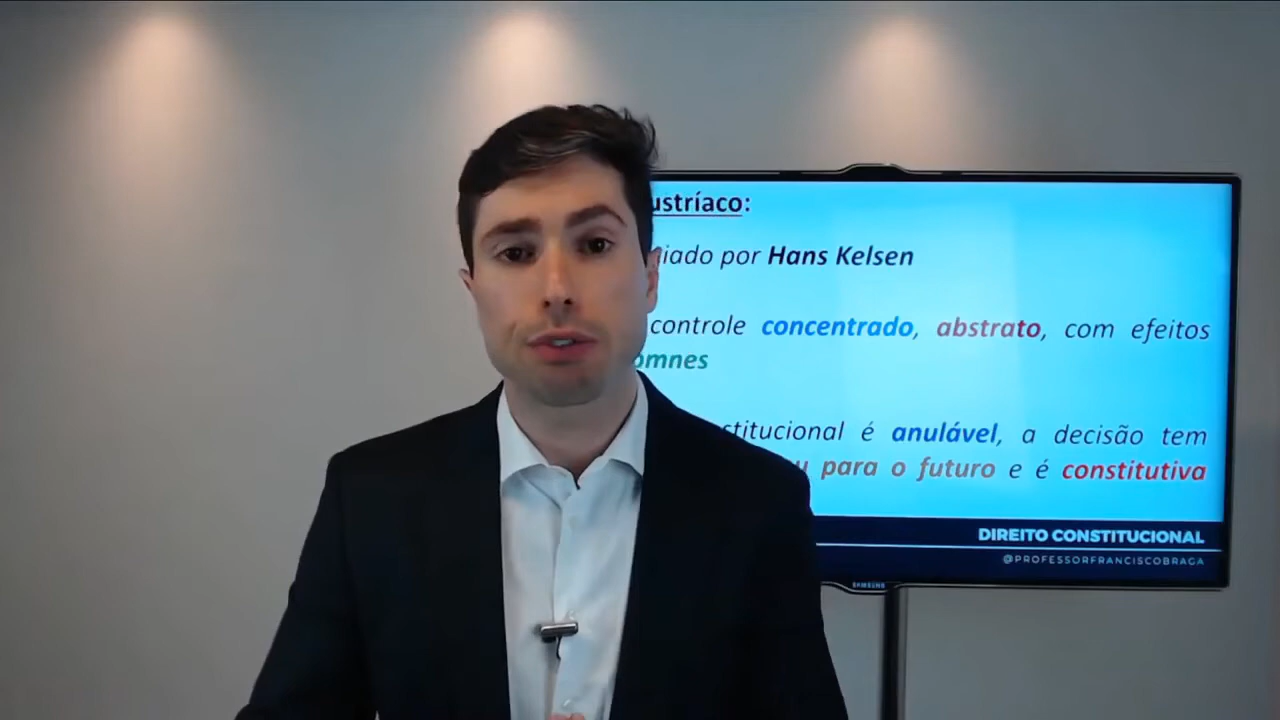 ustríaco:
iado por Hans Kelsen
controle concentrado, abstrato, com efeitos
omnes
stitucional é anulável, a decisão tem
u para o futuro e é constitutiva
DIREITO CONSTITUCIONAL
@PROFESSORFRANCISCOBRAGA
SAMSUNG